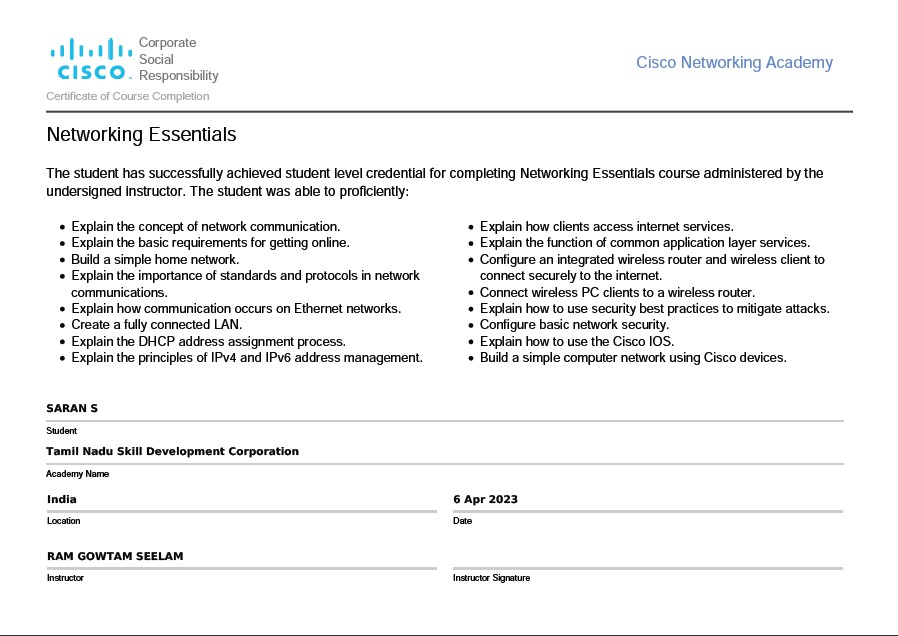 Corporate
Social
Responsibility
CISCO
Cisco Networking Academy
Certificate of Course Completion
Networking Essentials
The student has successfully achieved student level credential for completing Networking Essentials course administered by the
undersigned instructor. The student was able to proficiently:
• Explain the concept of network communication.
• Explain the basic requirements for getting online.
• Build a simple home network.
• Explain the importance of standards and protocols in network
communications.
• Explain how communication occurs on Ethernet networks.
• Create a fully connected LAN.
• Explain the DHCP address assignment process.
• Explain the principles of IPv4 and IPv6 address management.
• Explain how clients access internet services.
• Explain the function of common application layer services.
• Configure an integrated wireless router and wireless client to
connect securely to the internet.
• Connect wireless PC clients to a wireless router.
• Explain how to use security best practices to mitigate attacks.
• Configure basic network security.
• Explain how to use the Cisco IOS.
• Build a simple computer network using Cisco devices.
SARAN S
Student
Tamil Nadu Skill Development Corporation
Academy Name
India
Location
6 Apr 2023
Date
RAM GOWTAM SEELAM
Instructor
Instructor Signature